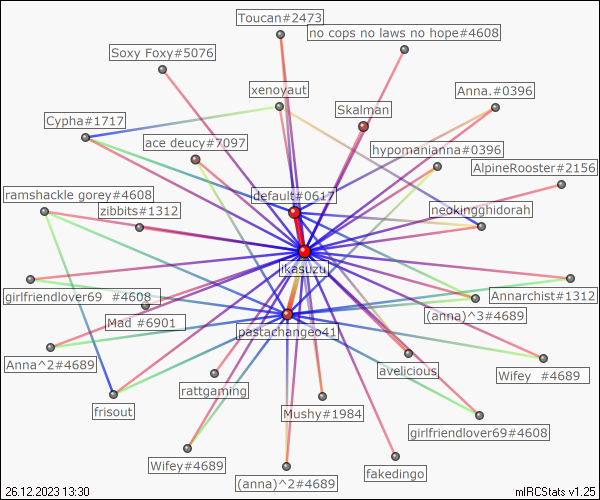 Toucan#2473
no cops no laws no hope#4608
Soxy Foxy#5076
xenoyaut
Anna.#0396
Skalman
Cypha#1717
ace deucy#7097
hypomanianna#0396
AlpineRooster#2156
ramshackle gorey#4608
default#0617
zibbits#1312
neokingghidorah
likasuzu
girlfriendlover69 #4608
Annarchist#1312
(anna)^3#4689
Mad #6901
pastachangeo41
Anna^2#4689
avelicious
Wifey #4689
rattgaming
frisout
Mushy#1984
girlfriendlover69#4608
Wifey#4689
fakedingo
(anna)^2#4689
26.12.2023 13:30
mIRCStats v1.25